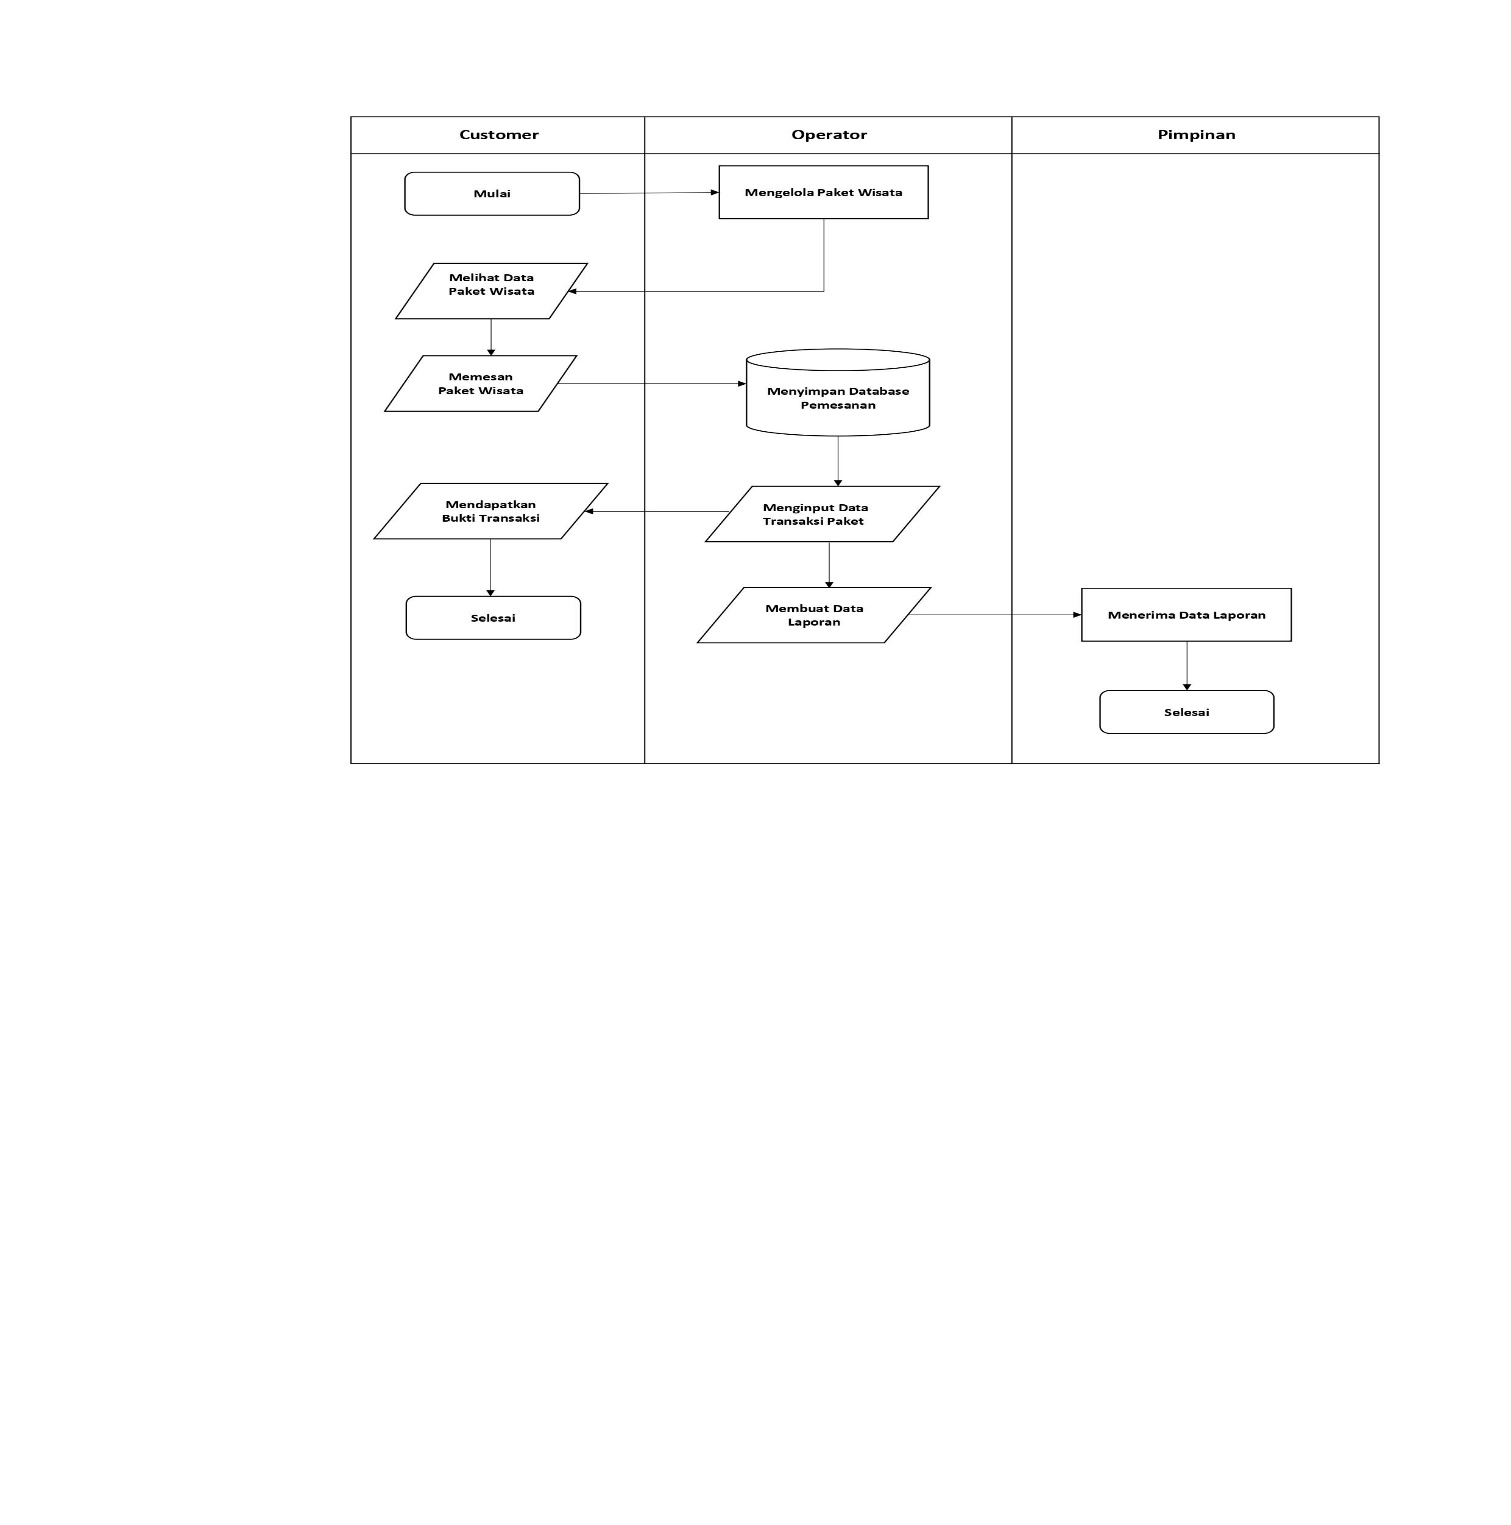 Customer
Operator
Pimpinan
Mulai
Mengelola Paket Wisata
Melihat Data
Paket Wisata
Memesan
Paket Wisata
Menyimpan Database
Pemesanan
Mendapatkan
Bukti Transaksi
Menginput Data
Transaksi Paket
Selesai
Membuat Data
Laporan
Menerima Data Laporan
Selesai